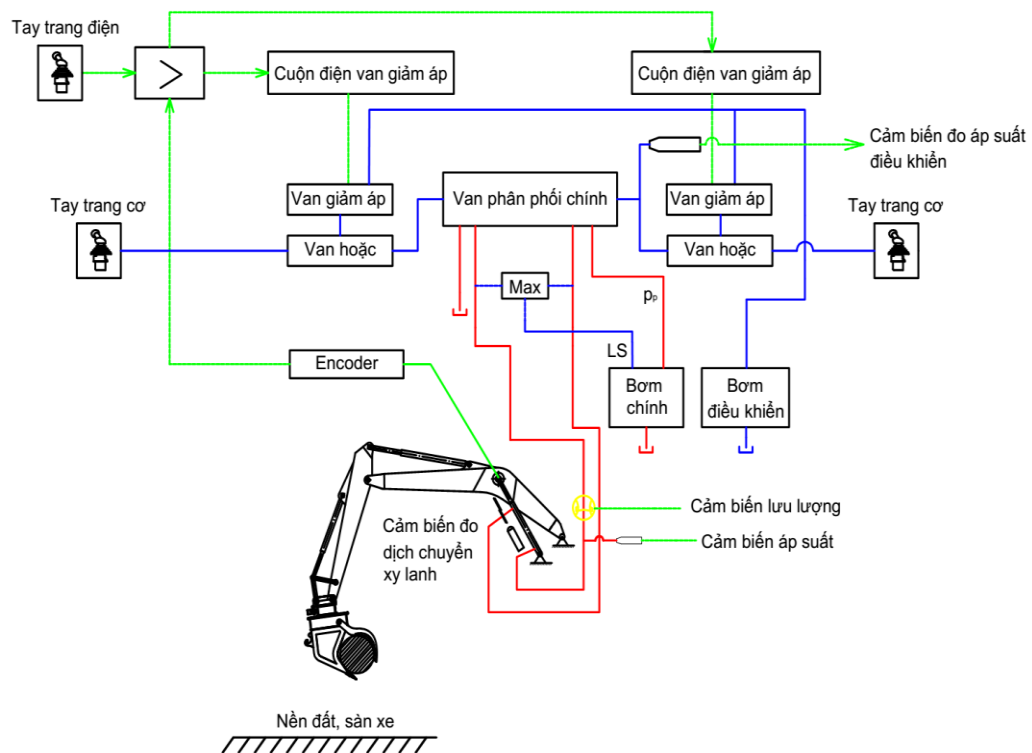 Tay trang điện
Cuộn điện van giảm áp
Cuộn điện van giảm áp
Cảm biến đo áp suất
điều khiển
Van giảm áp
Van phân phối chính
Van giảm áp
Tay trang cơ
Tay trang cơ
Van hoặc
Van hoặc
Max
pₚ
LS
Encoder
Bơm
chính
Bơm
điều khiển
Cảm biến lưu lượng
Cảm biến đo
dịch chuyển
xy lanh
Cảm biến áp suất
Nền đất, sàn xe